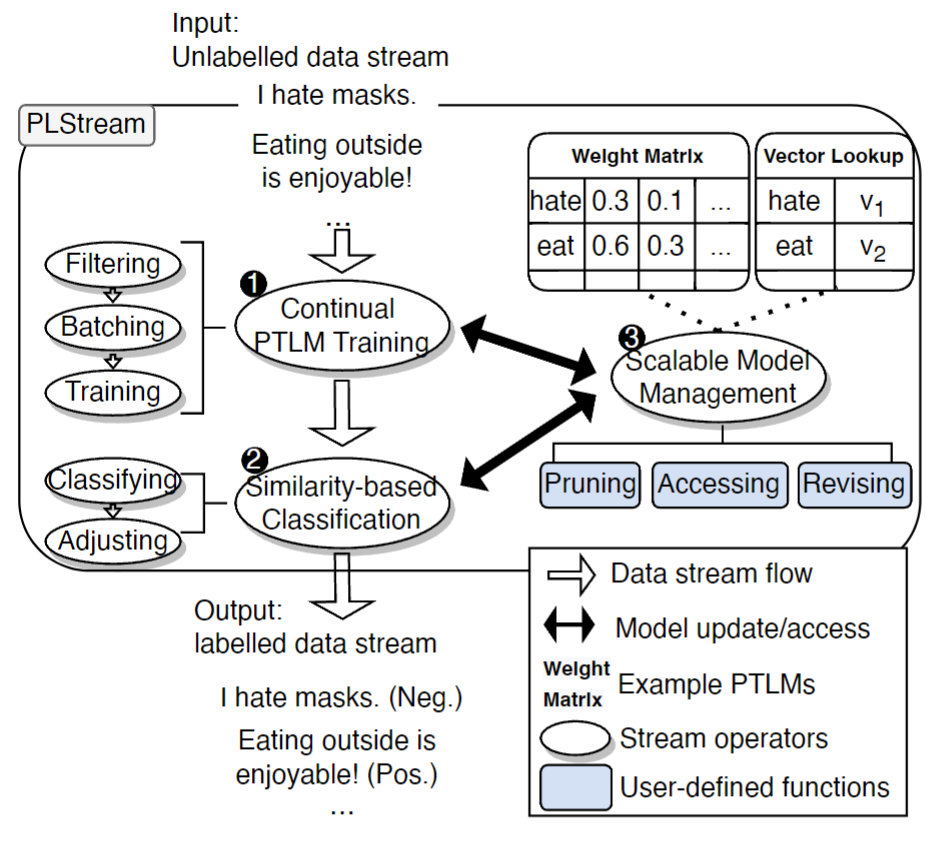 Input:
Unlabelled data stream
I hate masks.
PLStream
Eating outside
is enjoyable!
...
Weight Matrix
hate 0.3 0.1 ...
eat 0.6 0.3 ...
Vector Lookup
hate v1
eat v2
Filtering
Batching
Training
1
Continual
PTLM Training
3
Scalable Model
Management
Classifying
Adjusting
2
Similarity-based
Classification
Pruning
Accessing
Revising
Output:
labelled data stream
I hate masks. (Neg.)
Eating outside is
enjoyable! (Pos.)
...
Data stream flow
Model update/access
Weight
Matrix
Example PTLMs
Stream operators
User-defined functions